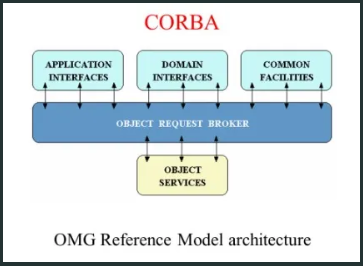 CORBA
APPLICATION
INTERFACES
DOMAIN
INTERFACES
COMMON
FACILITIES
OBJECT REQUEST BROKER
OBJECT
SERVICES
OMG Reference Model architecture